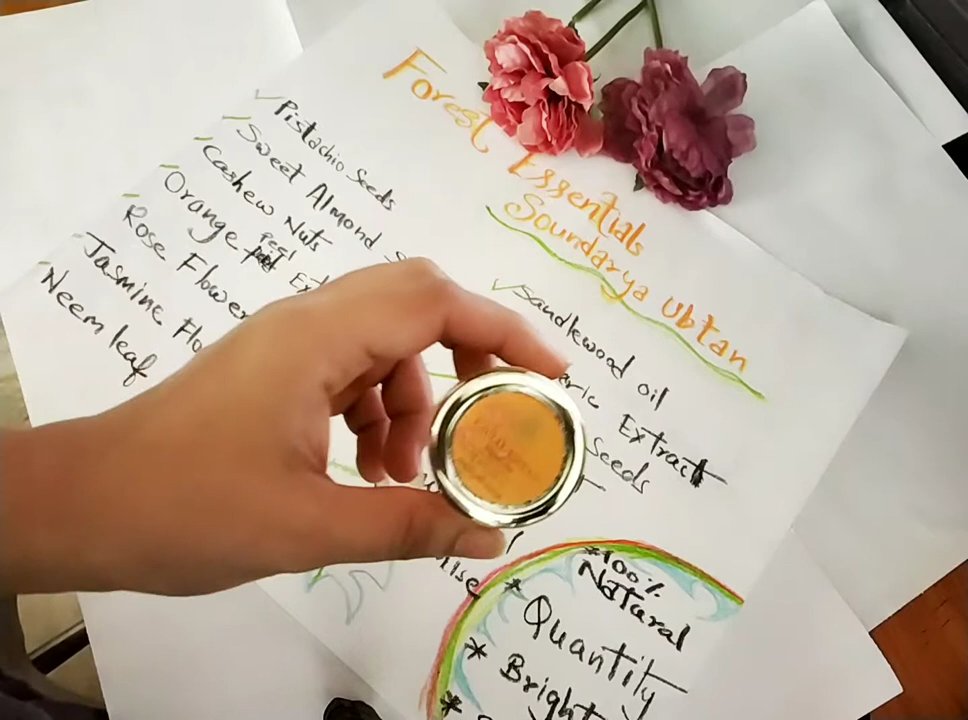 Forest Essentials
Soundarya Ubtan
Pistachio Seeds
Sweet Almond
Cashew Nuts
Orange Peel
Rose Flower
Jasmine
Neem leaf
Sandlewood oil
Extract
Seeds
*100%
Natural
* Quantity
* Bright
*